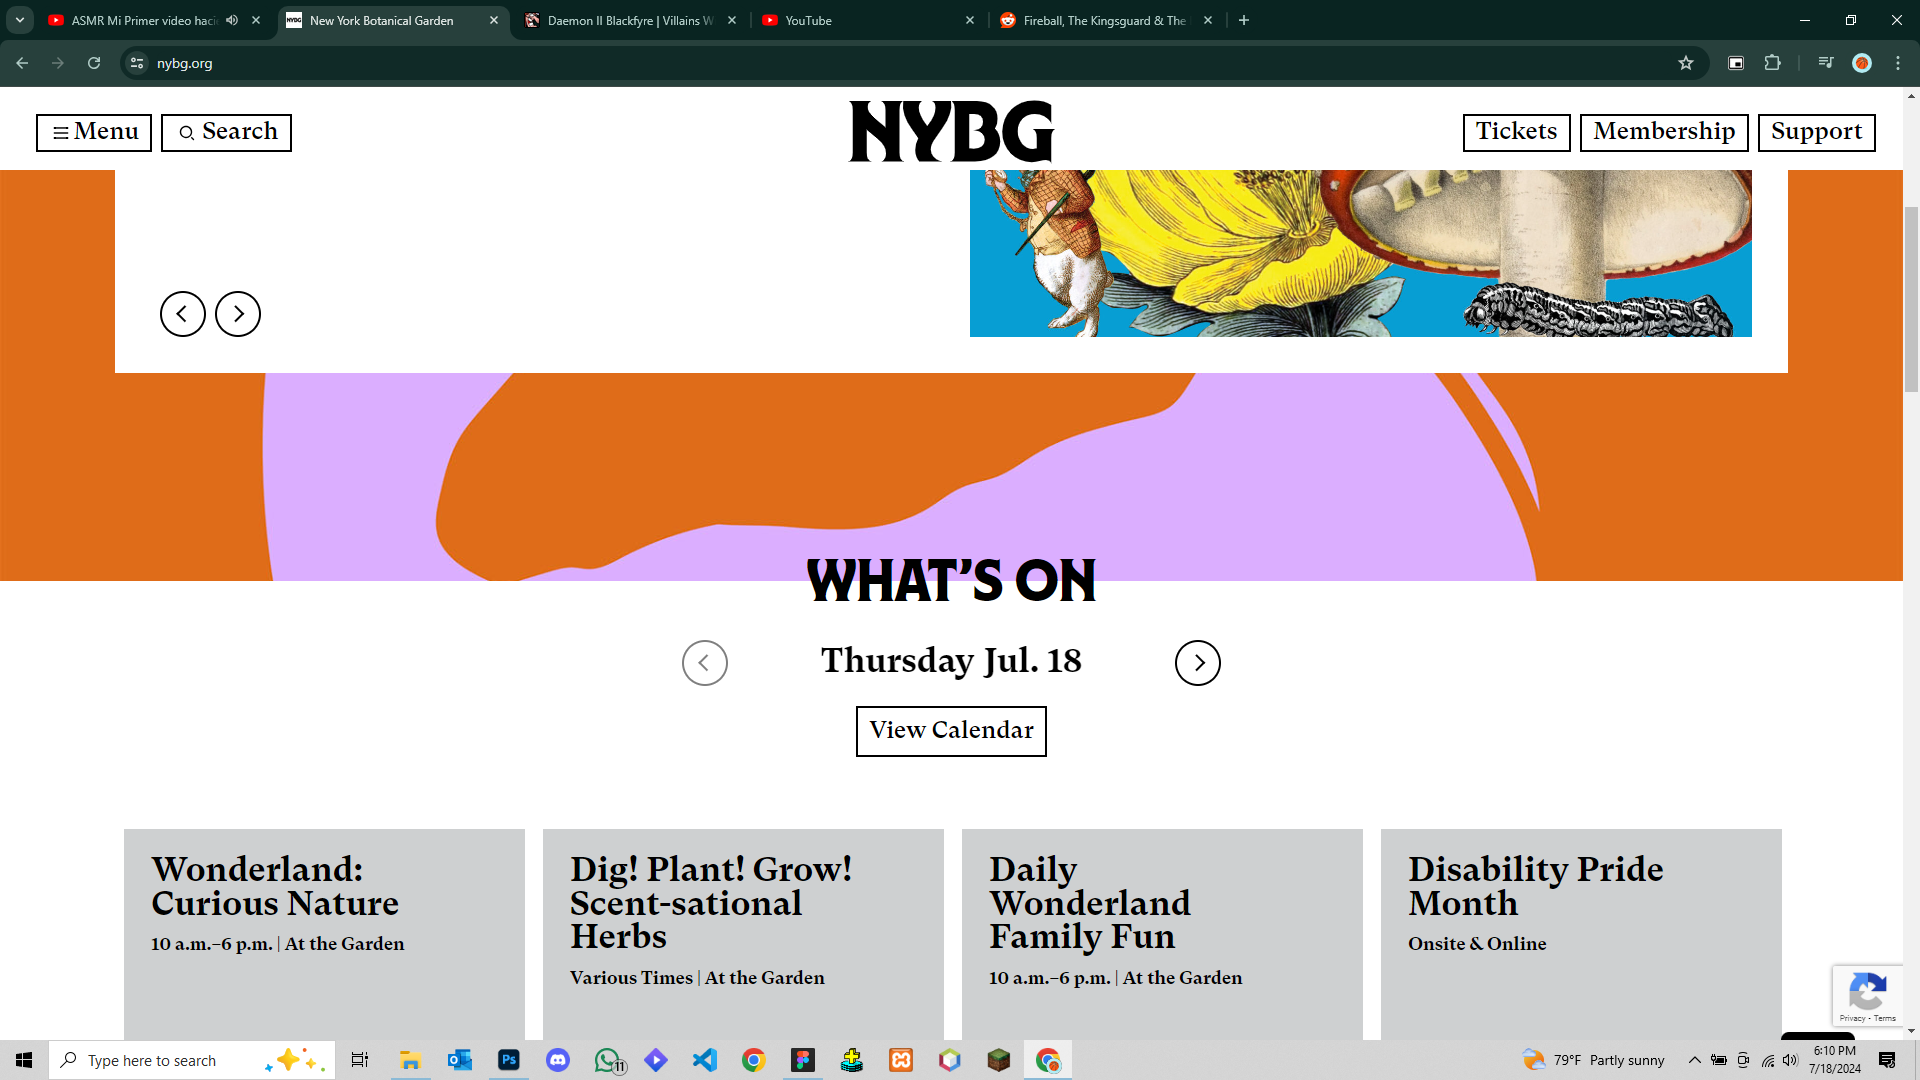 ASMR Mi Primer video haci
New York Botanical Garden
Daemon II Blackfyre | Villains W
YouTube
Fireball, The Kingsguard & The
nybg.org
Menu
Search
NYBG
Tickets
Membership
Support
WHAT'S ON
Thursday Jul. 18
View Calendar
Wonderland:
Curious Nature
10 a.m.–6 p.m. | At the Garden
Dig! Plant! Grow!
Scent-sational
Herbs
Various Times | At the Garden
Daily
Wonderland
Family Fun
10 a.m.–6 p.m. | At the Garden
Disability Pride
Month
Onsite & Online
Privacy - Terms
Type here to search
Ps
11
79°F Partly sunny
6:10 PM
7/18/2024